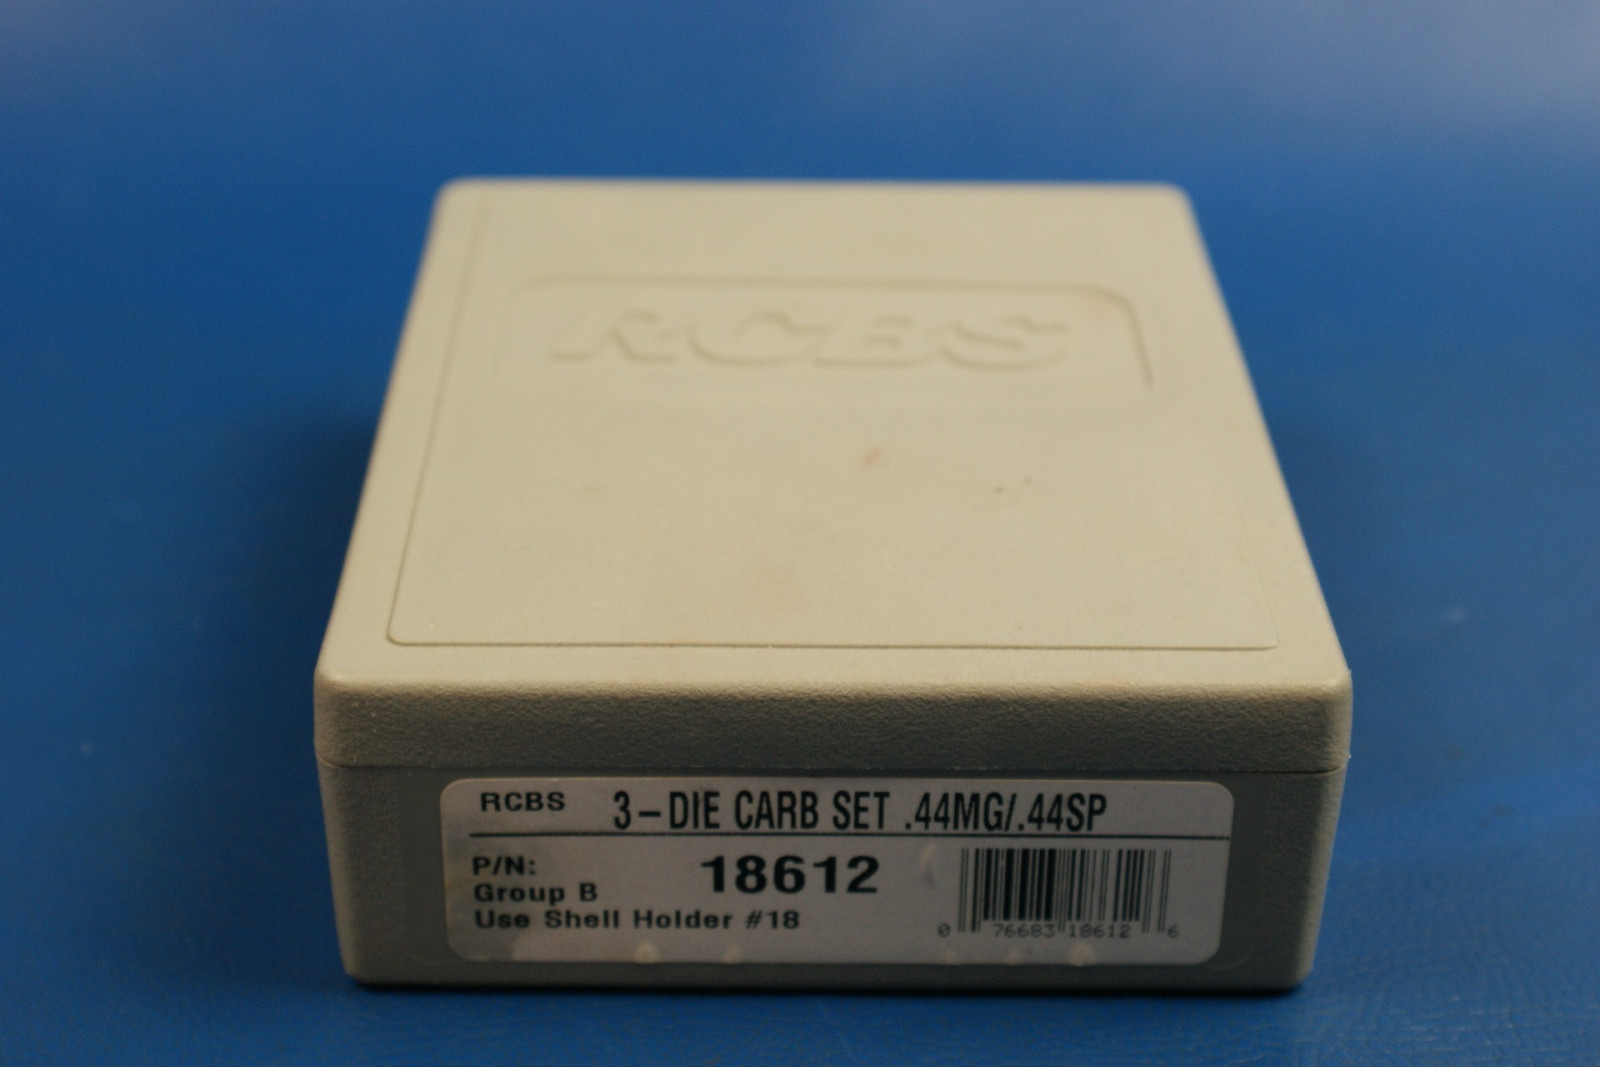 RCBS
RCBS 3-DIE CARB SET .44MG/.44SP
P/N: 18612
Group B
Use Shell Holder #18
0 76683 18612 6